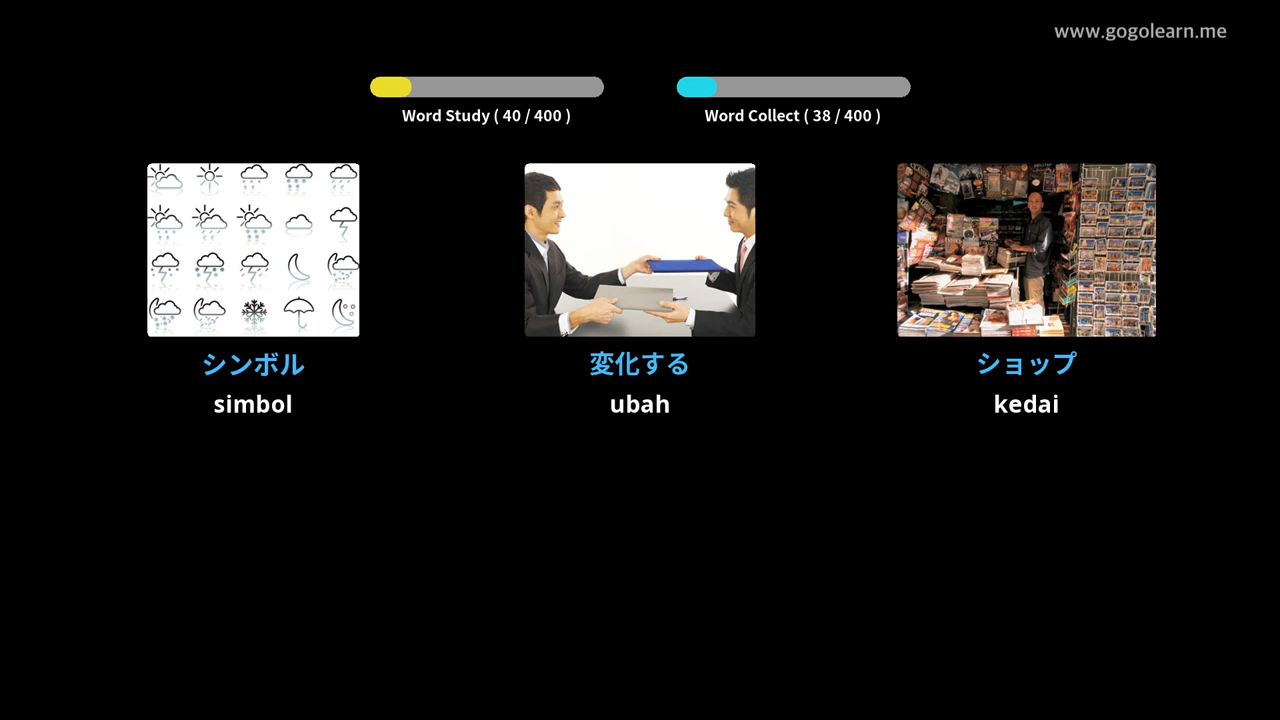 www.gogolearn.me
Word Study ( 40 / 400 )
Word Collect ( 38 / 400 )
シンボル
変化する
ショップ
simbol
ubah
kedai